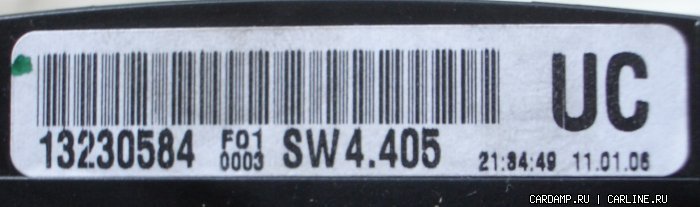 UC
13230584 F01 0003 SW4.405 21:34:49 11.01.06
CARDAMP.RU | CARLINE.RU